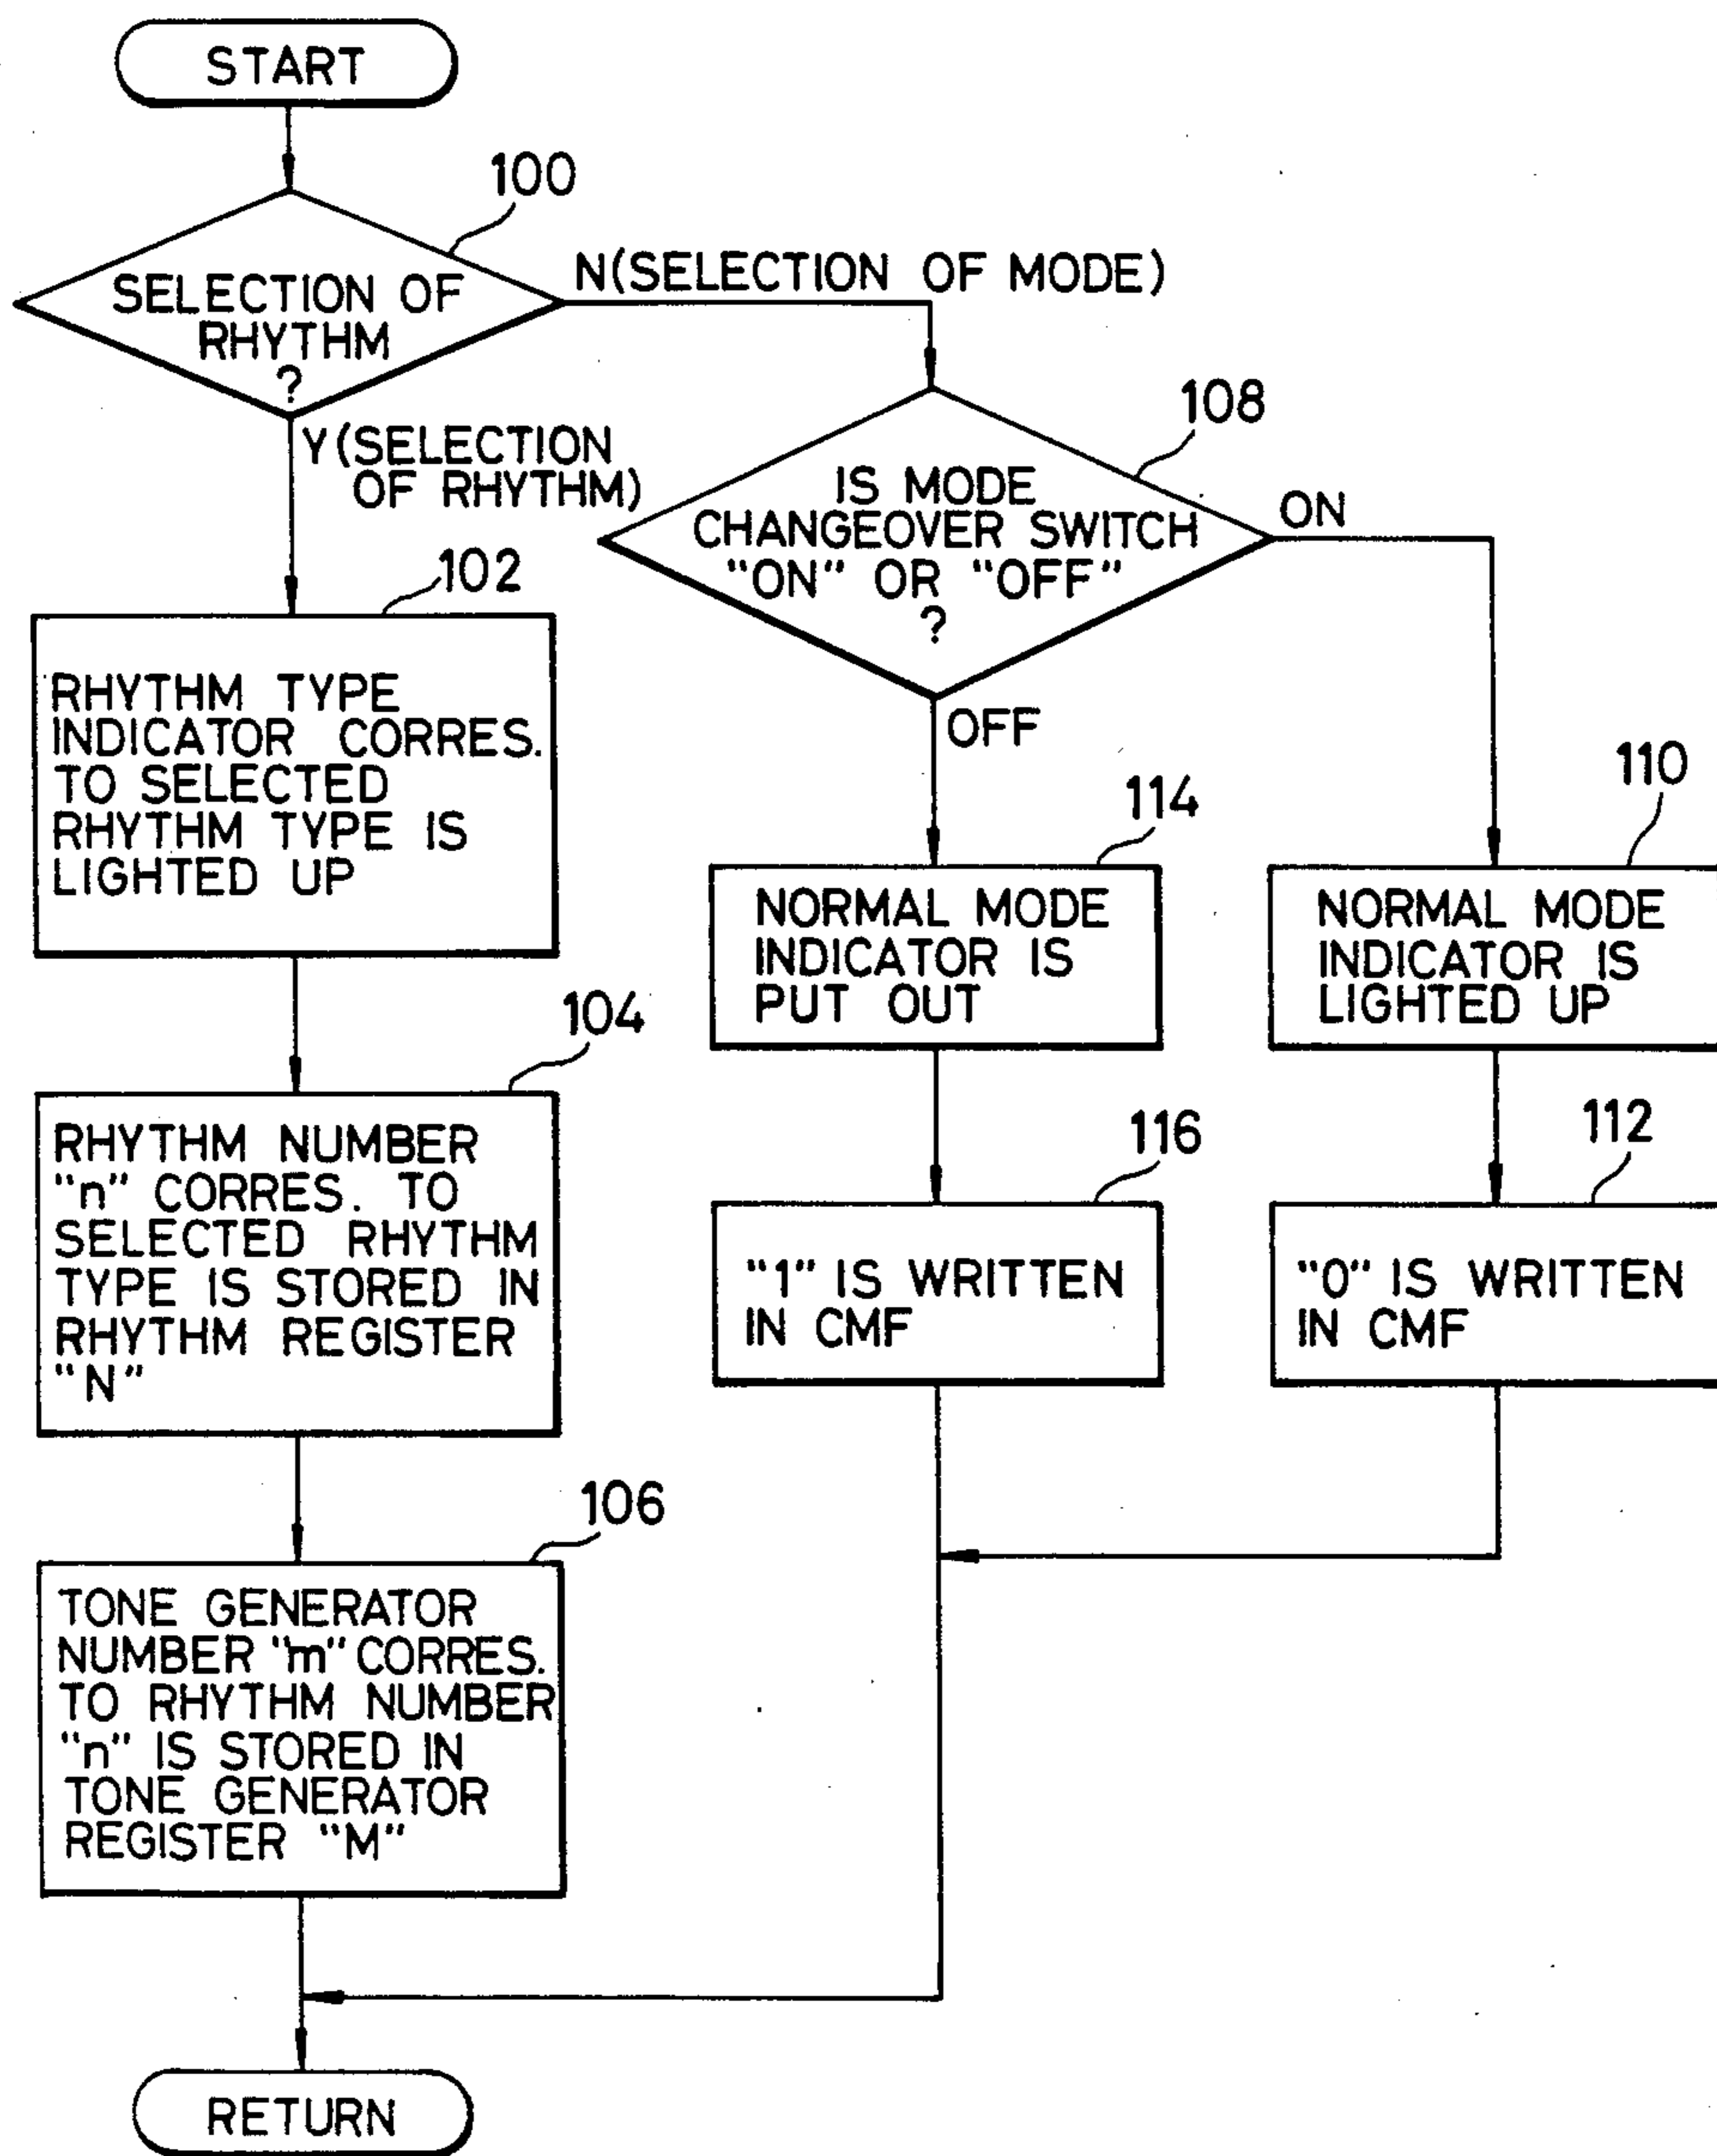 START
100
SELECTION OF
RHYTHM
?
N(SELECTION OF MODE)
Y(SELECTION
OF RHYTHM)
108
IS MODE
CHANGEOVER SWITCH
"ON" OR "OFF"
?
ON
OFF
102
RHYTHM TYPE
INDICATOR CORRES.
TO SELECTED
RHYTHM TYPE IS
LIGHTED UP
114
NORMAL MODE
INDICATOR IS
PUT OUT
110
NORMAL MODE
INDICATOR IS
LIGHTED UP
104
RHYTHM NUMBER
"n" CORRES. TO
SELECTED RHYTHM
TYPE IS STORED IN
RHYTHM REGISTER
"N"
116
"1" IS WRITTEN
IN CMF
112
"0" IS WRITTEN
IN CMF
106
TONE GENERATOR
NUMBER "m" CORRES.
TO RHYTHM NUMBER
"n" IS STORED IN
TONE GENERATOR
REGISTER "M"
RETURN